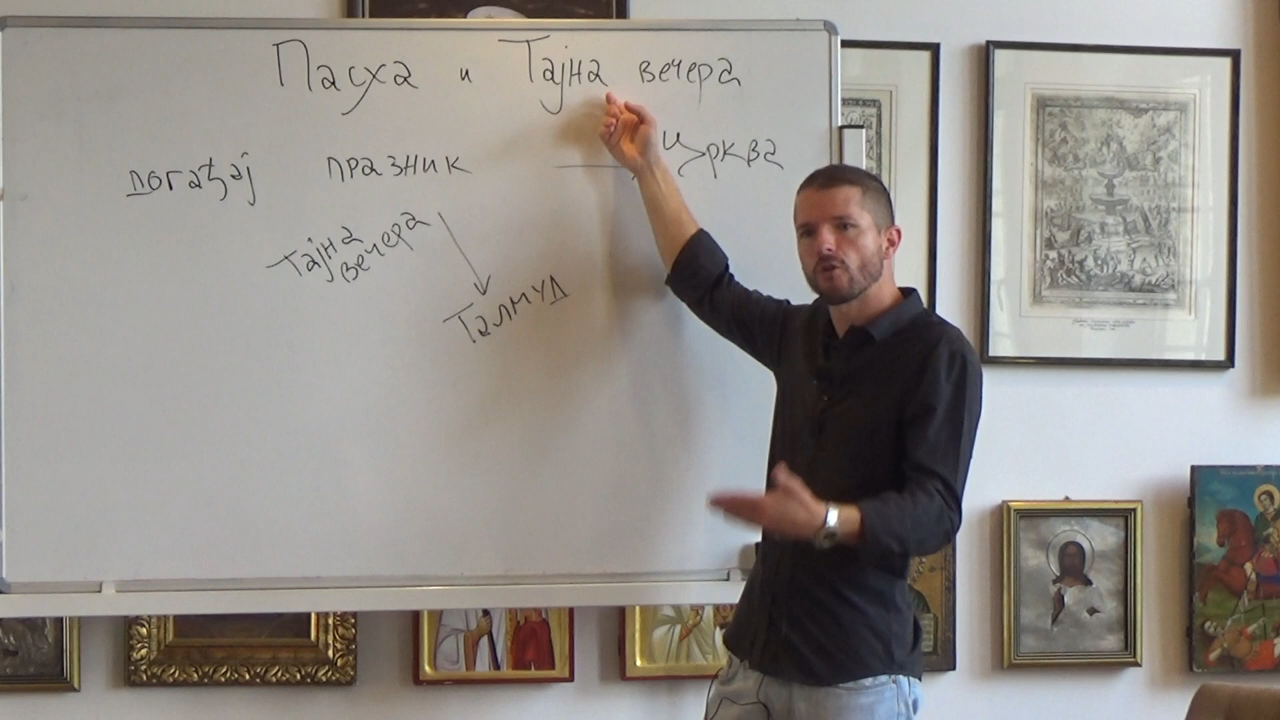 Пасха и Тајна вечера
догађај празник Црква
Тајна
вечера
Талмуд